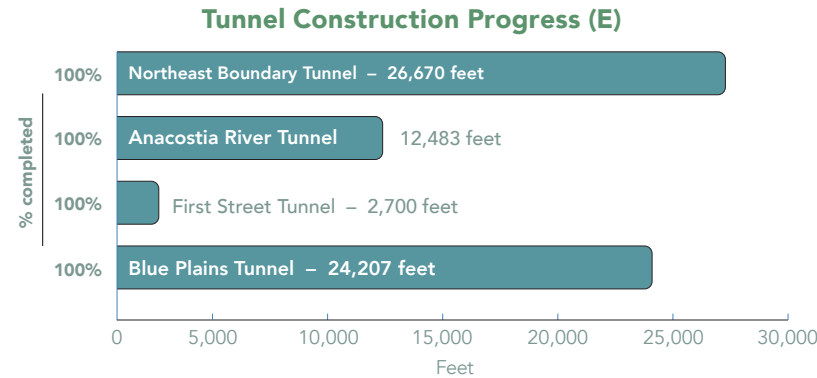 Tunnel Construction Progress (E)
% completed
100% Northeast Boundary Tunnel – 26,670 feet
100% Anacostia River Tunnel 12,483 feet
100% First Street Tunnel – 2,700 feet
100% Blue Plains Tunnel – 24,207 feet
0 5,000 10,000 15,000 20,000 25,000 30,000
Feet